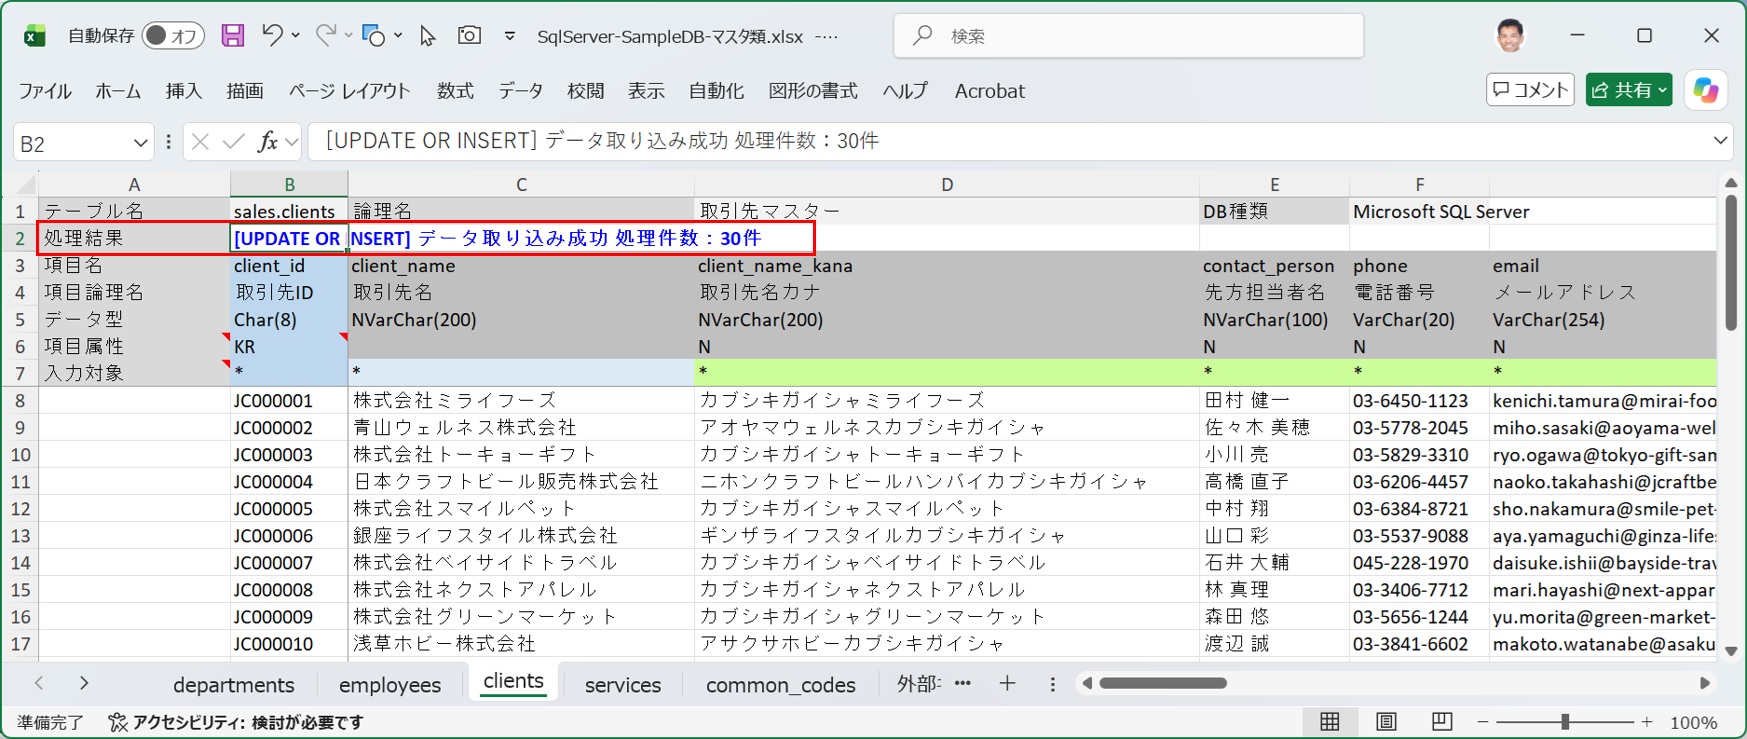 自動保存 オフ SqlServer-SampleDB-マスタ類.xlsx -… 検索
ファイル ホーム 挿入 描画 ページ レイアウト 数式 データ 校閲 表示 自動化 図形の書式 ヘルプ Acrobat コメント 共有
B2 fx [UPDATE OR INSERT] データ取り込み成功 処理件数：30件
A B C D E F
1 テーブル名 sales.clients 論理名 取引先マスター DB種類 Microsoft SQL Server
2 処理結果 [UPDATE OR INSERT] データ取り込み成功 処理件数：30件
3 項目名 client_id client_name client_name_kana contact_person phone email
4 項目論理名 取引先ID 取引先名 取引先名カナ 先方担当者名 電話番号 メールアドレス
5 データ型 Char(8) NVarChar(200) NVarChar(200) NVarChar(100) VarChar(20) VarChar(254)
6 項目属性 KR N N N N
7 入力対象 * * * * * *
8 JC000001 株式会社ミライフーズ カブシキガイシャミライフーズ 田村 健一 03-6450-1123 kenichi.tamura@mirai-foo
9 JC000002 青山ウェルネス株式会社 アオヤマウェルネスカブシキガイシャ 佐々木 美穂 03-5778-2045 miho.sasaki@aoyama-wel
10 JC000003 株式会社トーキョーギフト カブシキガイシャトーキョーギフト 小川 亮 03-5829-3310 ryo.ogawa@tokyo-gift-sam
11 JC000004 日本クラフトビール販売株式会社 ニホンクラフトビールハンバイカブシキガイシャ 高橋 直子 03-6206-4457 naoko.takahashi@jcraftbe
12 JC000005 株式会社スマイルペット カブシキガイシャスマイルペット 中村 翔 03-6384-8721 sho.nakamura@smile-pet-
13 JC000006 銀座ライフスタイル株式会社 ギンザライフスタイルカブシキガイシャ 山口 彩 03-5537-9088 aya.yamaguchi@ginza-lifes
14 JC000007 株式会社ベイサイドトラベル カブシキガイシャベイサイドトラベル 石井 大輔 045-228-1970 daisuke.ishii@bayside-trav
15 JC000008 株式会社ネクストアパレル カブシキガイシャネクストアパレル 林 真理 03-3406-7712 mari.hayashi@next-appar
16 JC000009 株式会社グリーンマーケット カブシキガイシャグリーンマーケット 森田 悠 03-5656-1244 yu.morita@green-market-
17 JC000010 浅草ホビー株式会社 アサクサホビーカブシキガイシャ 渡辺 誠 03-3841-6602 makoto.watanabe@asaku
departments employees clients services common_codes 外部 …
準備完了 アクセシビリティ: 検討が必要です 100%